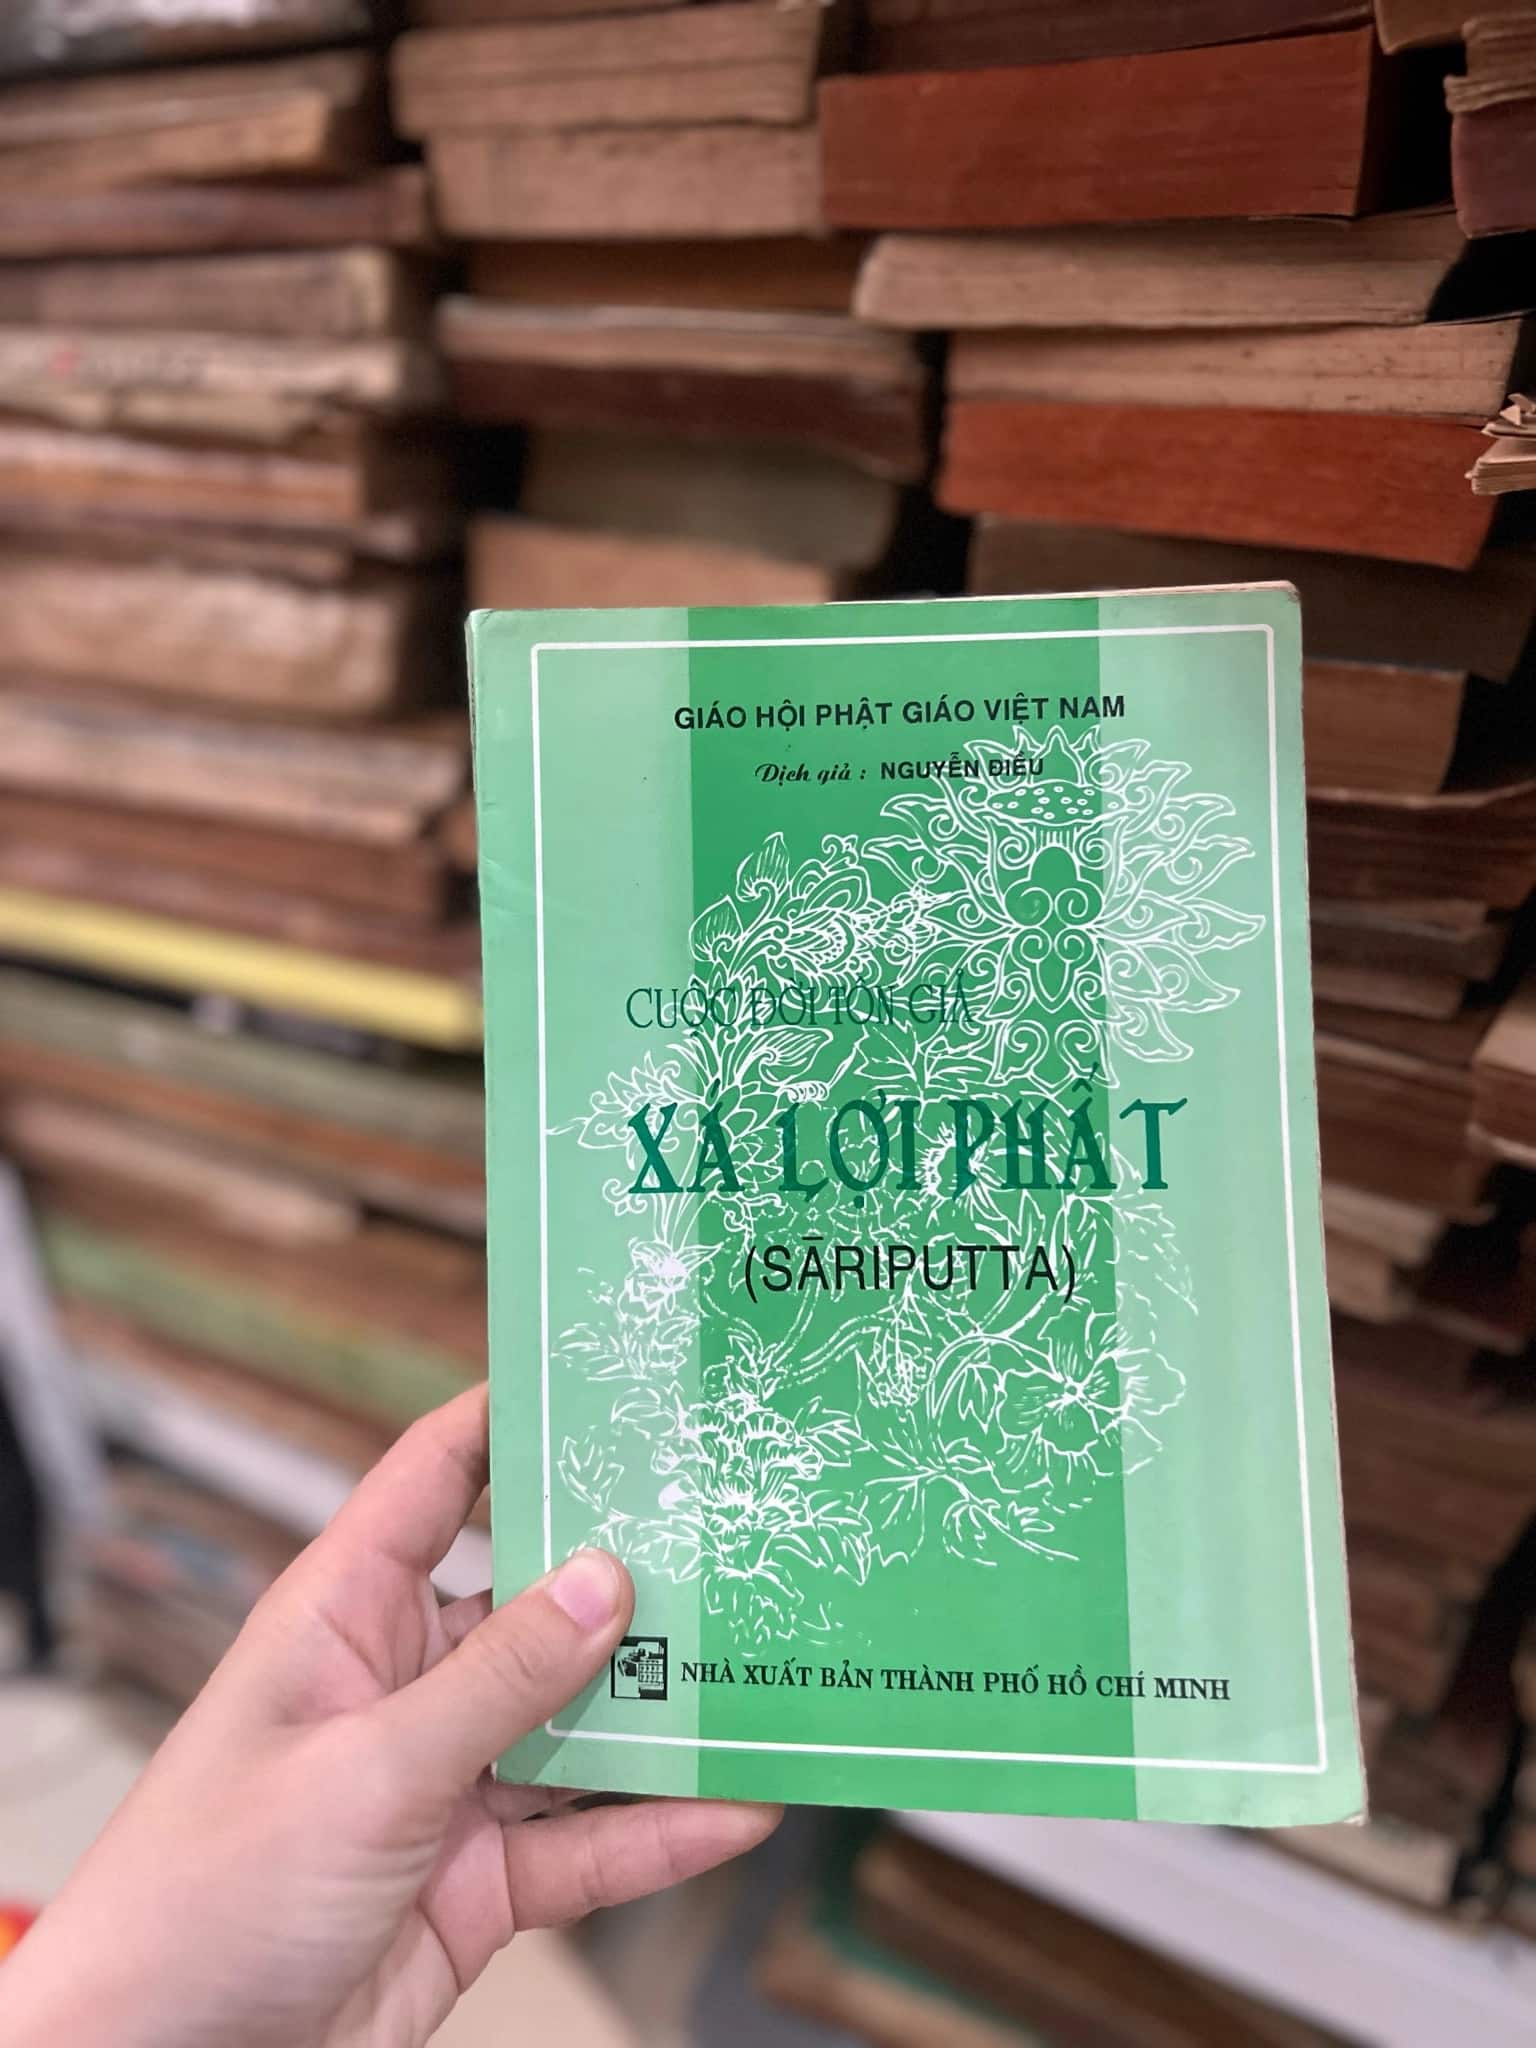 GIÁO HỘI PHẬT GIÁO VIỆT NAM
Dịch giả : NGUYỄN ĐIỀU
CUỘC ĐỜI TÔN GIẢ
XÁ LỢI PHẤT
(SĀRIPUTTA)
NHÀ XUẤT BẢN THÀNH PHỐ HỒ CHÍ MINH